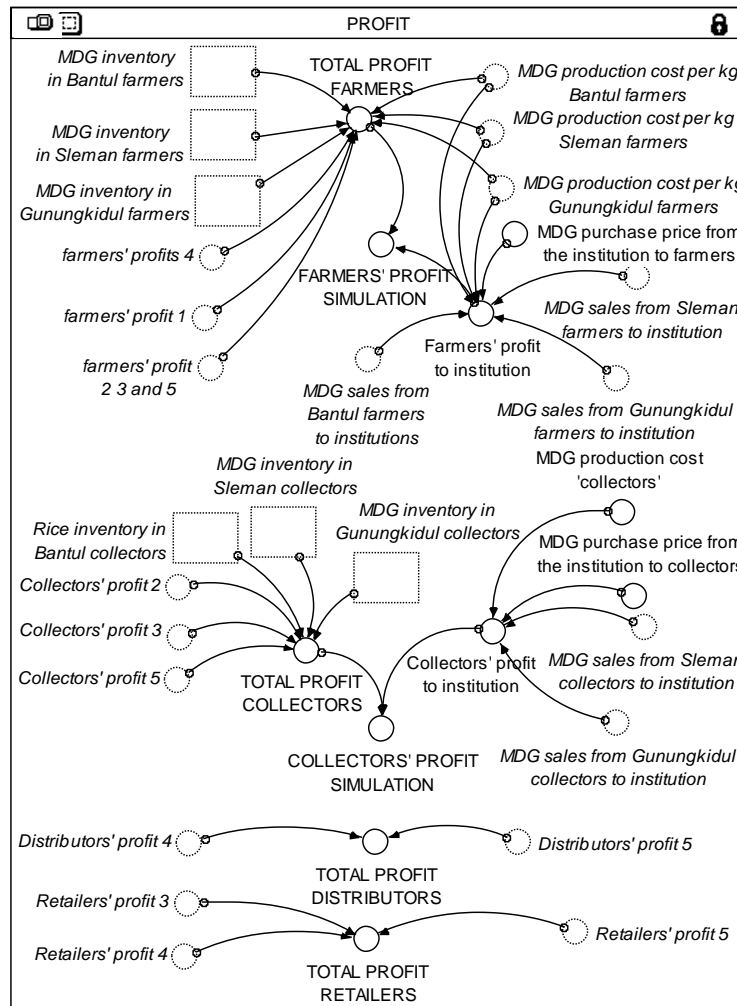 PROFIT
MDG inventory
in Bantul farmers
TOTAL PROFIT
FARMERS
MDG production cost per kg
Bantul farmers
MDG inventory
in Sleman farmers
MDG production cost per kg
Sleman farmers
MDG inventory in
Gunungkidul farmers
MDG production cost per kg
Gunungkidul farmers
farmers' profits 4
FARMERS' PROFIT
SIMULATION
MDG purchase price from
the institution to farmers
farmers' profit 1
MDG sales from Sleman
farmers to institution
farmers' profit
2 3 and 5
Farmers' profit
to institution
MDG sales from
Bantul farmers
to institutions
MDG sales from Gunungkidul
farmers to institution
MDG production cost
'collectors'
MDG inventory in
Sleman collectors
MDG inventory in
Gunungkidul collectors
Rice inventory in
Bantul collectors
MDG purchase price from
the institution to collectors
Collectors' profit 2
Collectors' profit 3
Collectors' profit 5
TOTAL PROFIT
COLLECTORS
Collectors' profit
to institution
MDG sales from Sleman
collectors to institution
COLLECTORS' PROFIT
SIMULATION
MDG sales from Gunungkidul
collectors to institution
Distributors' profit 4
Distributors' profit 5
TOTAL PROFIT
DISTRIBUTORS
Retailers' profit 3
Retailers' profit 4
Retailers' profit 5
TOTAL PROFIT
RETAILERS